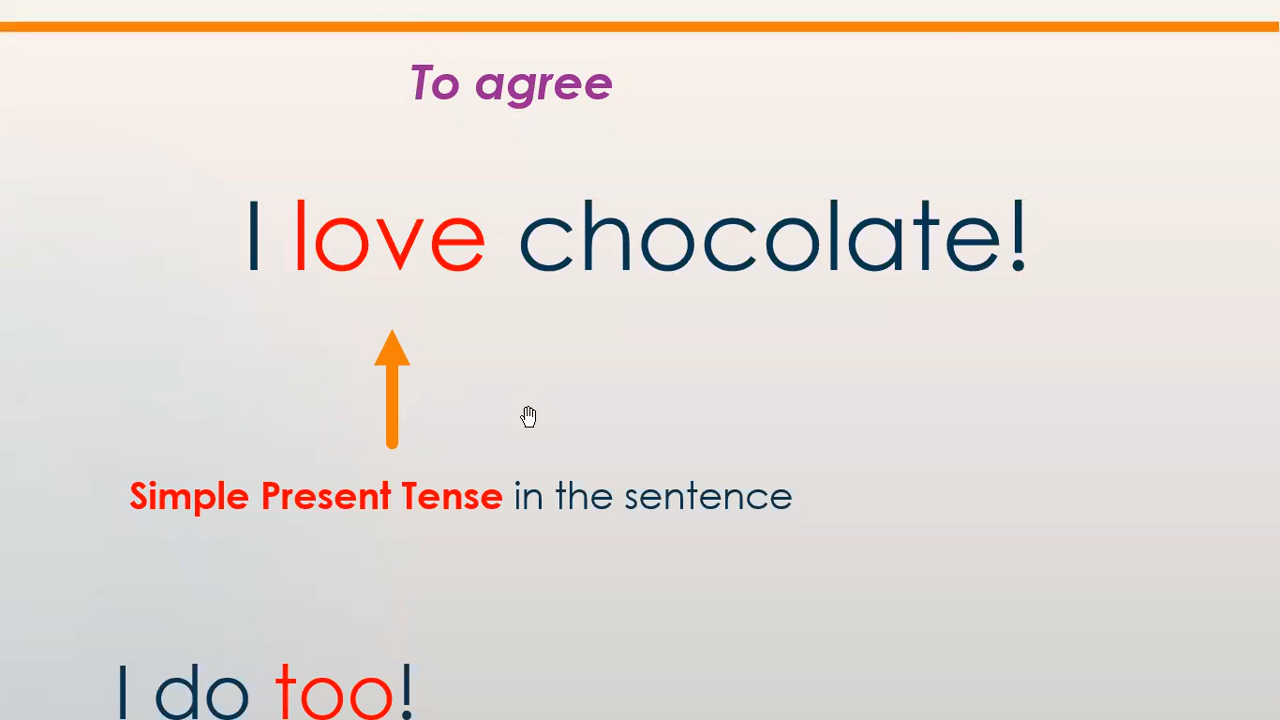 To agree
I love chocolate!
Simple Present Tense in the sentence
I do too!